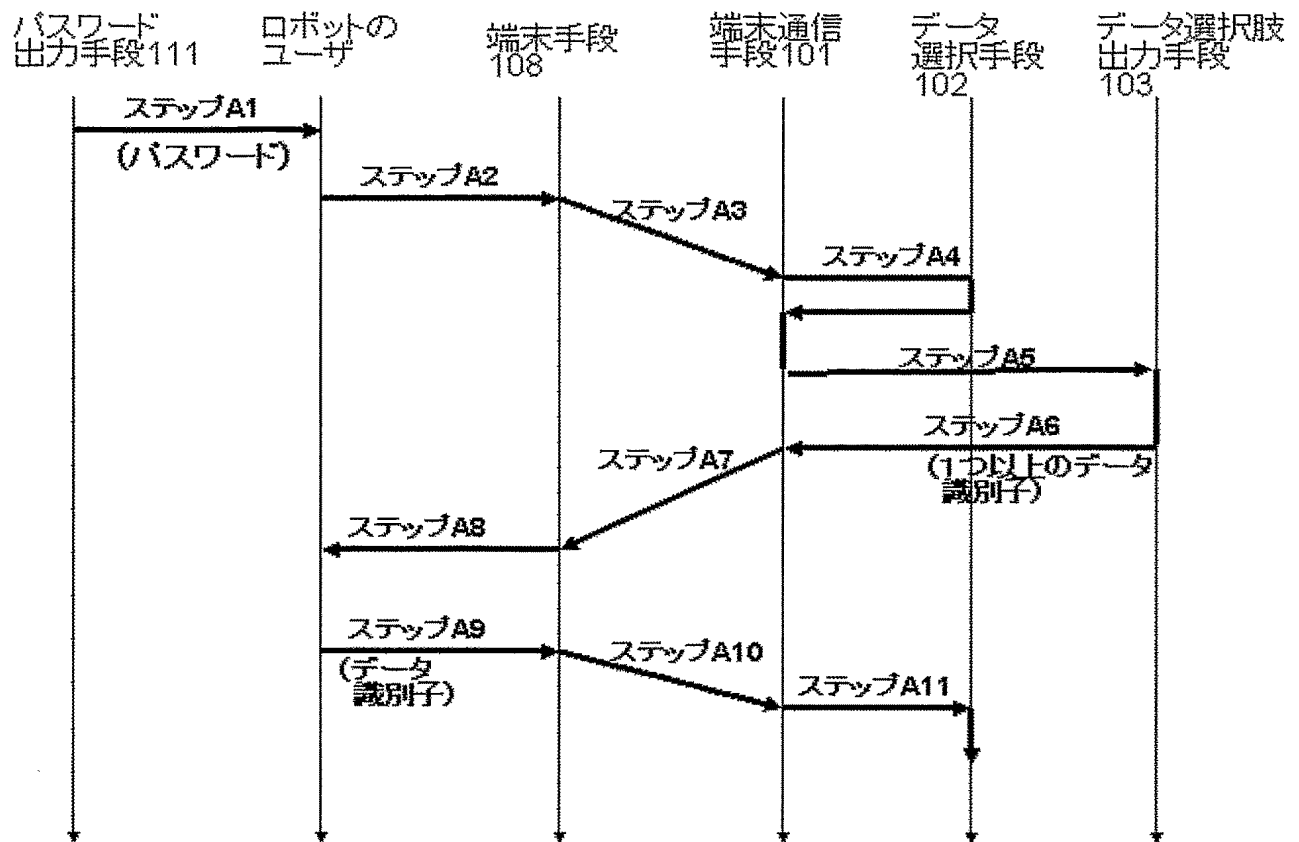 パスワード
出力手段111
ロボットの
ユーザ
端末手段
108
端末通信
手段101
データ
選択手段
102
データ選択肢
出力手段
103
ステップA1
(パスワード)
ステップA2
ステップA3
ステップA4
ステップA5
ステップA6
(1つ以上のデータ
識別子)
ステップA7
ステップA8
ステップA9
(データ
識別子)
ステップA10
ステップA11